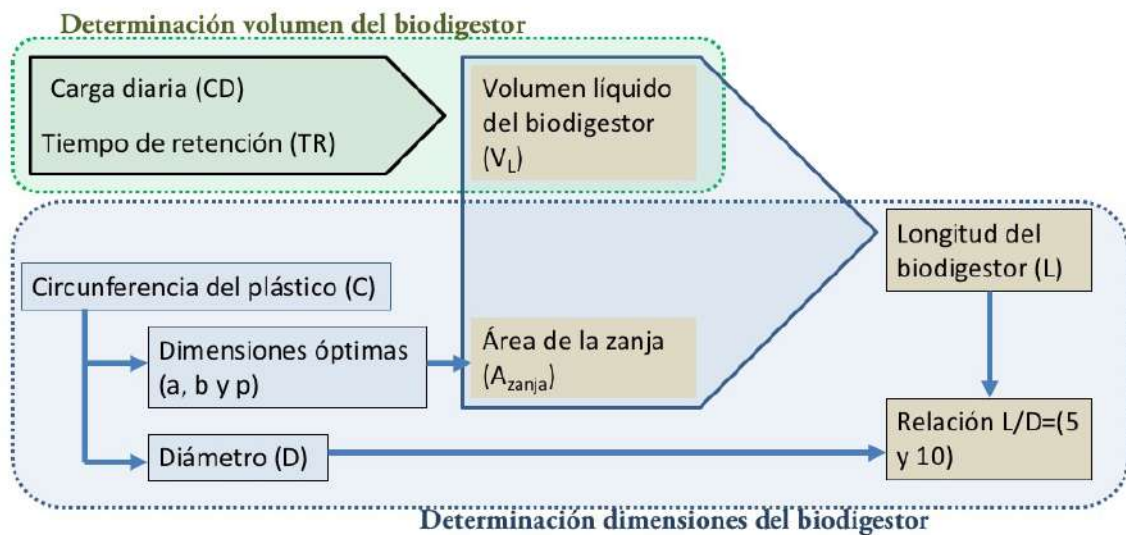 Determinación volumen del biodigestor
Carga diaria (CD)
Tiempo de retención (TR)
Volumen líquido
del biodigestor
(VL)
Longitud del
biodigestor (L)
Circunferencia del plástico (C)
Dimensiones óptimas
(a, b y p)
Área de la zanja
(Azanja)
Diámetro (D)
Relación L/D=(5
y 10)
Determinación dimensiones del biodigestor